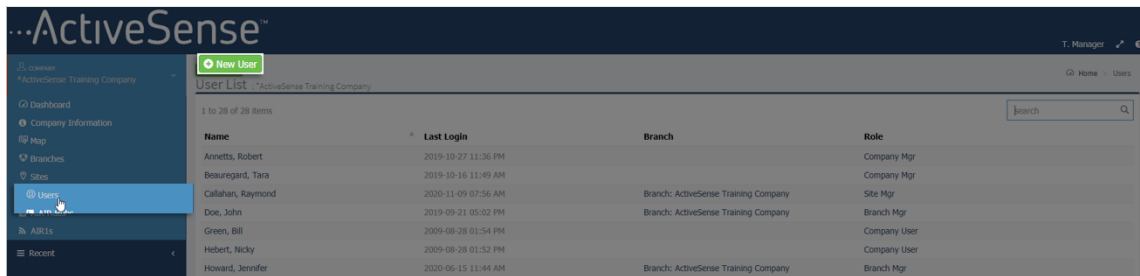 ...ActiveSense™
T. Manager
COMPANY
*ActiveSense Training Company
New User
User List : *ActiveSense Training Company
Home > Users
Dashboard
Company Information
Map
Branches
Sites
Users
AIR1s
Recent
1 to 28 of 28 items
search
Name Last Login Branch Role
Annetts, Robert 2019-10-27 11:36 PM Company Mgr
Beauregard, Tara 2019-10-16 11:49 AM Company Mgr
Callahan, Raymond 2020-11-09 07:56 AM Branch: ActiveSense Training Company Site Mgr
Doe, John 2019-09-21 05:02 PM Branch: ActiveSense Training Company Branch Mgr
Green, Bill 2009-08-28 01:54 PM Company User
Hebert, Nicky 2009-08-28 01:52 PM Company User
Howard, Jennifer 2020-06-15 11:44 AM Branch: ActiveSense Training Company Branch Mgr